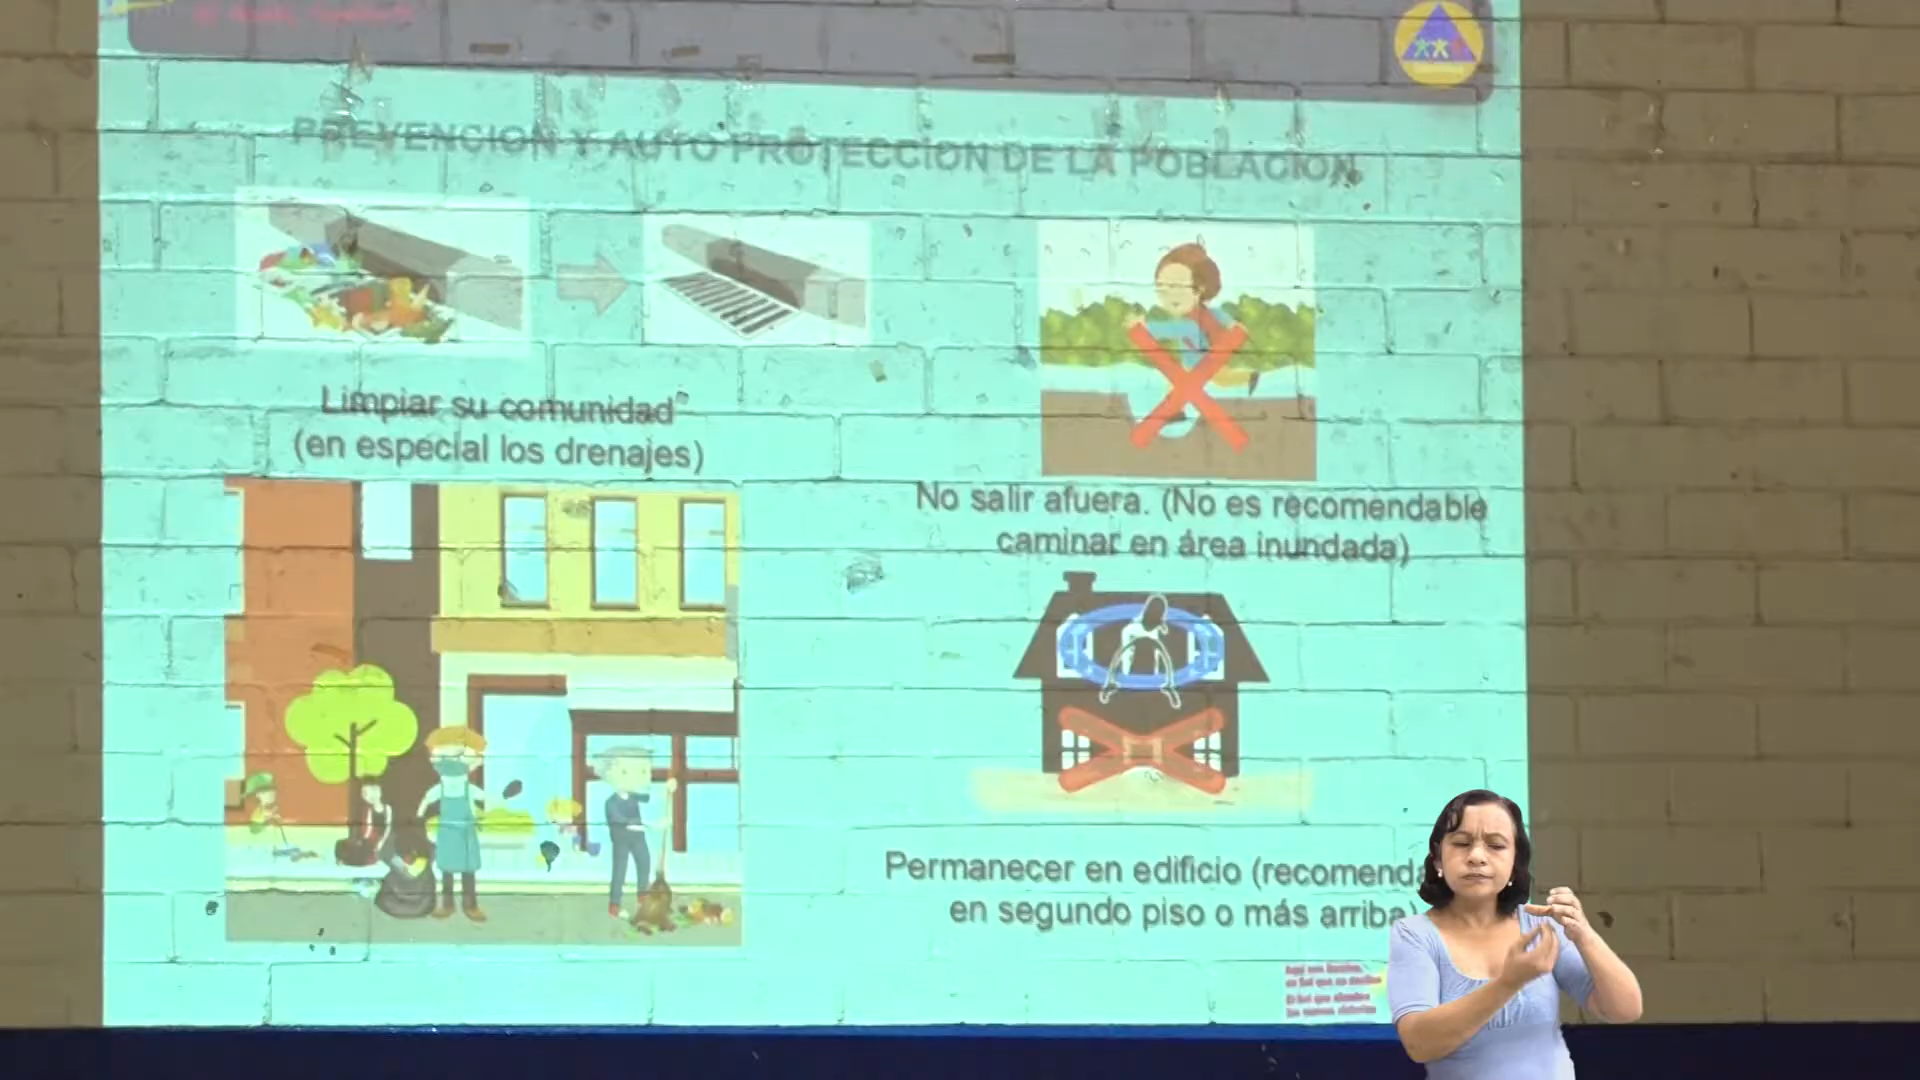 PREVENCION Y AUTO PROTECCION DE LA POBLACION
Limpiar su comunidad
(en especial los drenajes)
No salir afuera. (No es recomendable
caminar en área inundada)
Permanecer en edificio
en segundo piso o más arriba)